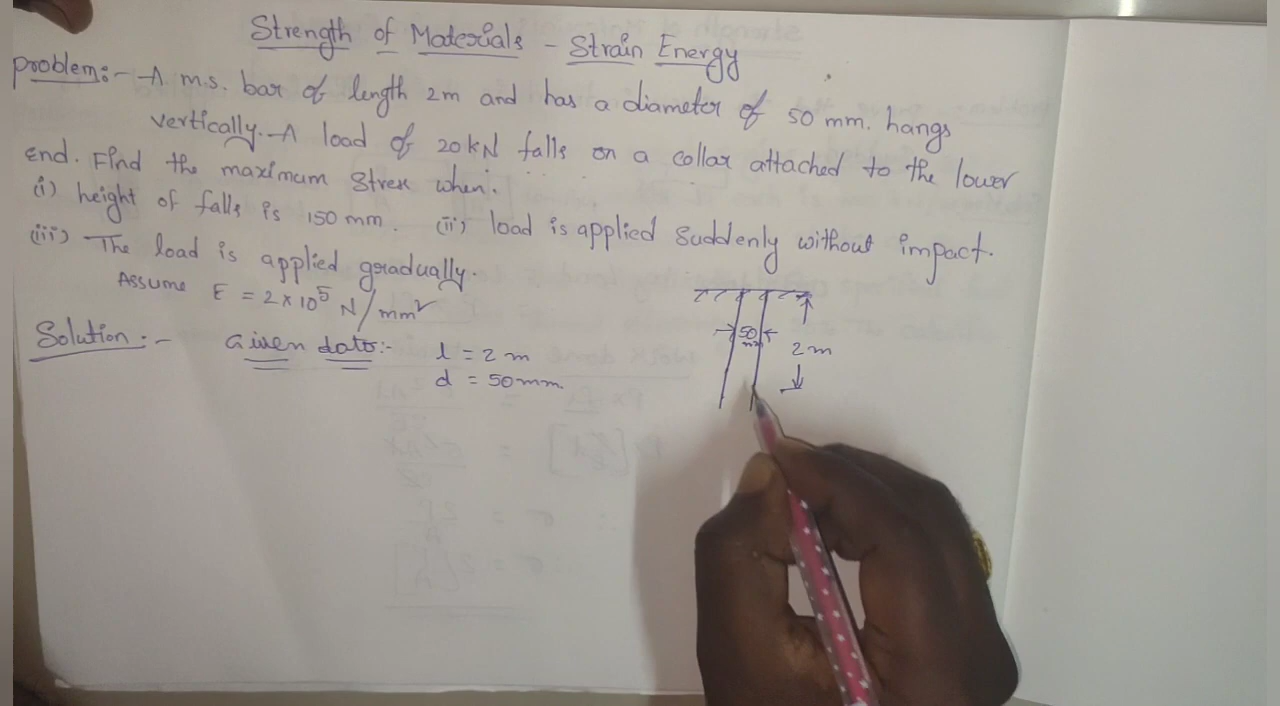 Strength of Materials - Strain Energy
problem:- A m.s. bar of length 2m and has a diameter of 50 mm. hangs
vertically. A load of 20kN falls on a collar attached to the lower
end. Find the maximum stress when.
(i) height of falls is 150 mm. (ii) load is applied suddenly without impact.
(iii) The load is applied gradually.
Assume E = 2 x 10⁵ N/mm²
Solution :- Given data:- l = 2 m
d = 50mm
50
2m